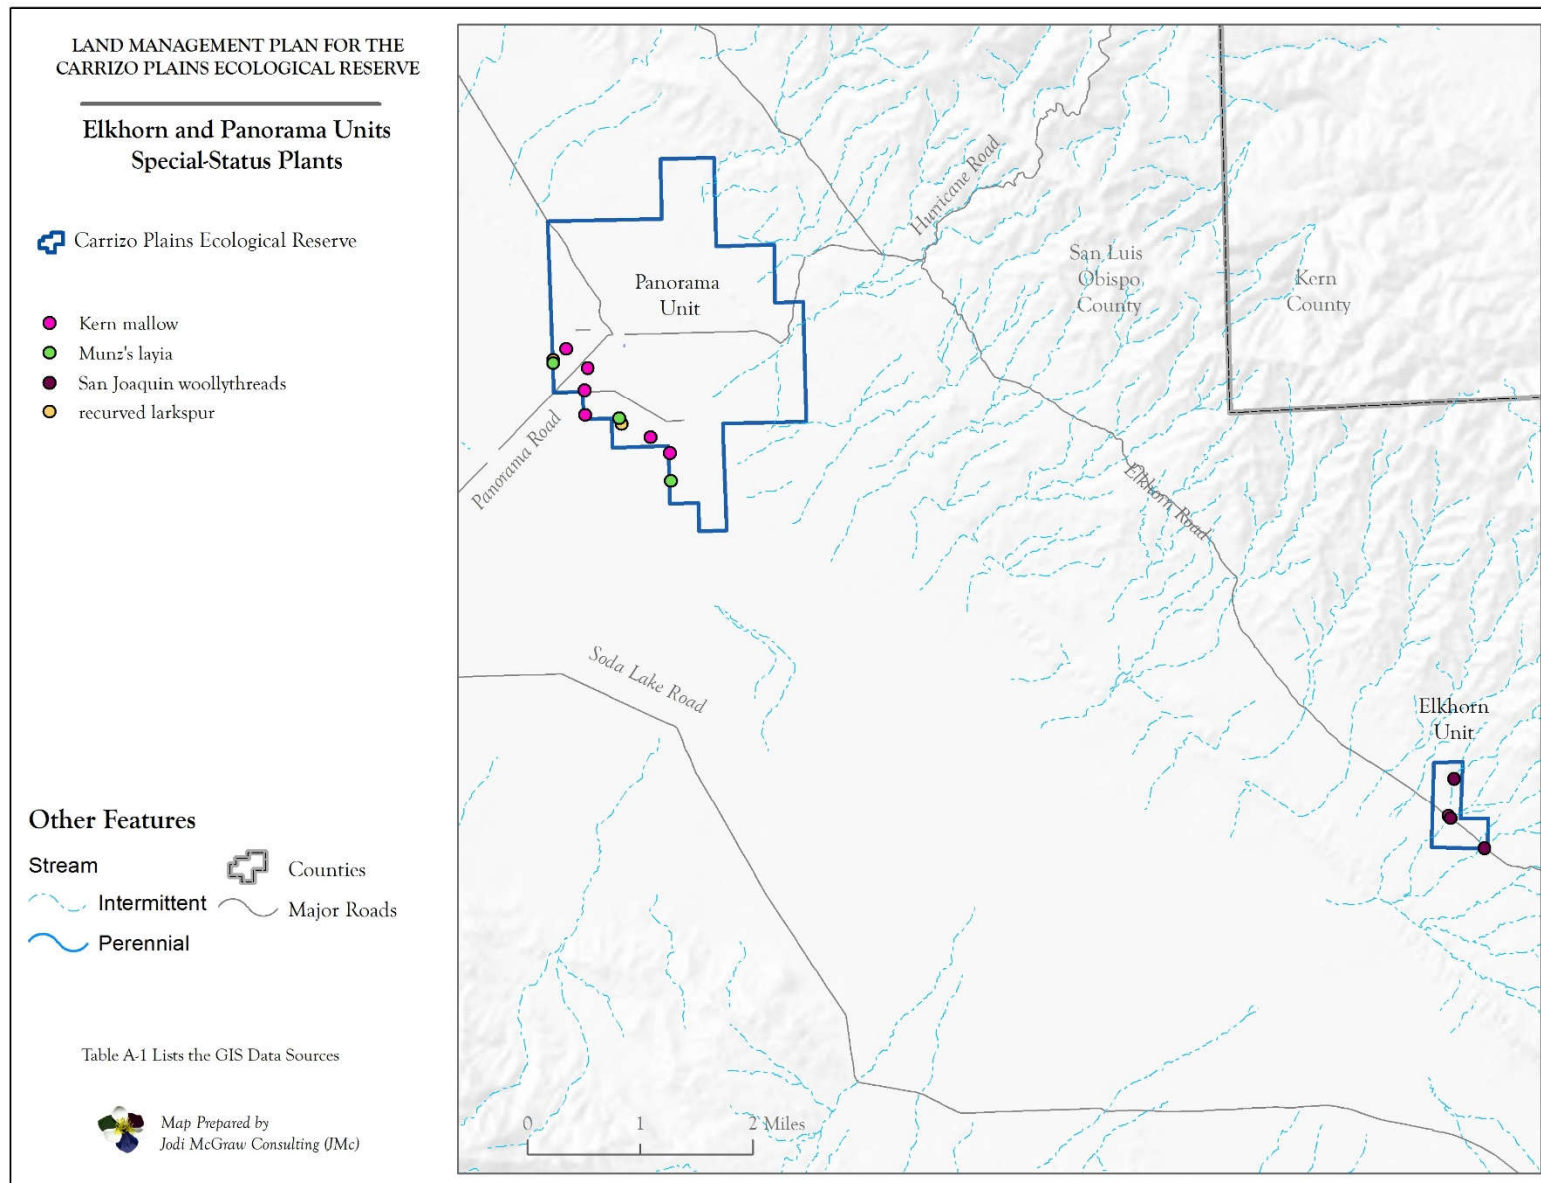 LAND MANAGEMENT PLAN FOR THE
CARRIZO PLAINS ECOLOGICAL RESERVE
Elkhorn and Panorama Units
Special-Status Plants
Carrizo Plains Ecological Reserve
Kern mallow
Munz's layia
San Joaquin woollythreads
recurved larkspur
Other Features
Stream
Counties
Intermittent
Major Roads
Perennial
Table A-1 Lists the GIS Data Sources
Map Prepared by
Jodi McGraw Consulting (JMc)
Hurricane Road
San Luis
Obispo
County
Kern
County
Panorama
Unit
Panorama Road
Elkhorn Road
Soda Lake Road
Elkhorn
Unit
0 1 2 Miles